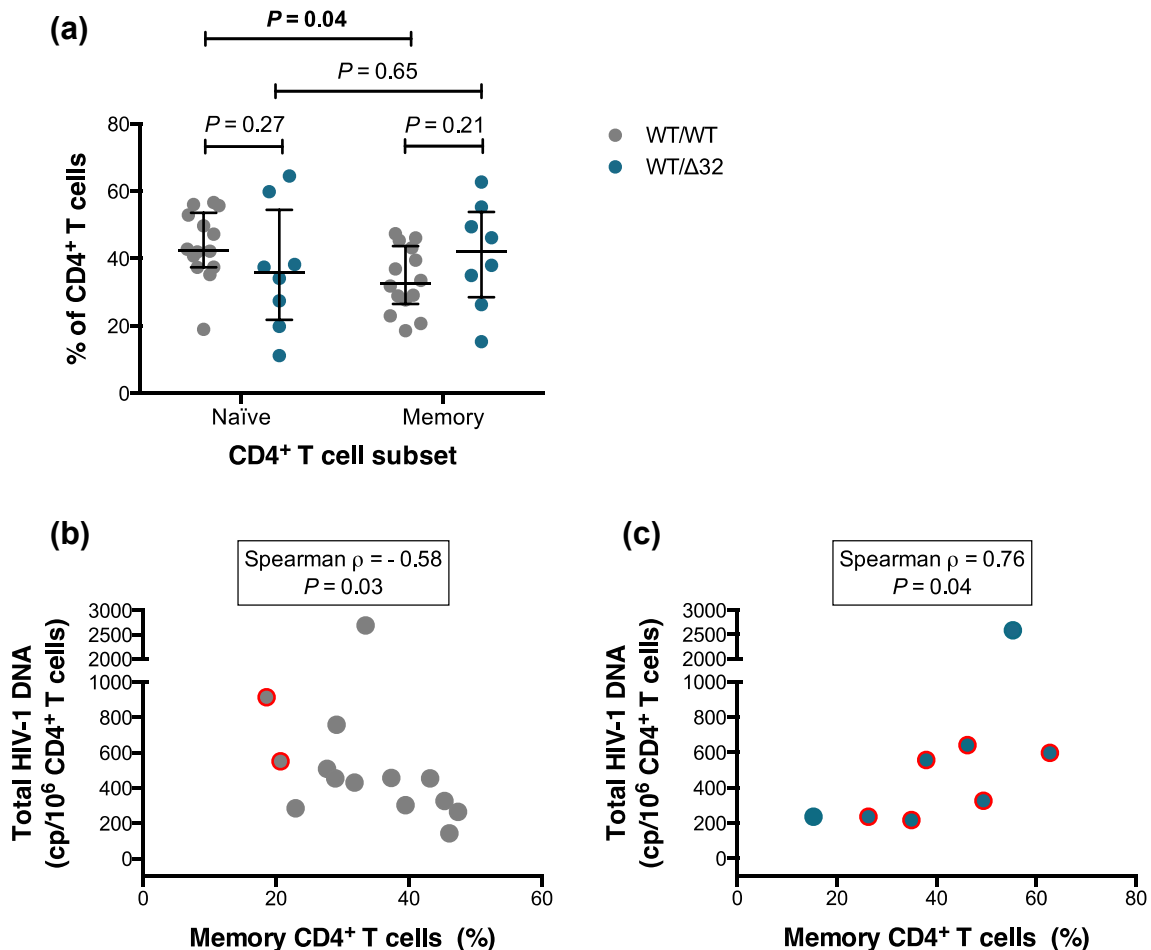 (a)
P = 0.04
P = 0.65
P = 0.27
P = 0.21
WT/WT
WT/Δ32
% of CD4⁺ T cells
80
60
40
20
0
Naïve
Memory
CD4⁺ T cell subset
(b)
Spearman ρ = - 0.58
P = 0.03
Total HIV-1 DNA
(cp/10⁶ CD4⁺ T cells)
3000
2500
2000
1000
800
600
400
200
0
0
20
40
60
Memory CD4⁺ T cells (%)
(c)
Spearman ρ = 0.76
P = 0.04
Total HIV-1 DNA
(cp/10⁶ CD4⁺ T cells)
3000
2500
2000
1000
800
600
400
200
0
0
20
40
60
80
Memory CD4⁺ T cells (%)